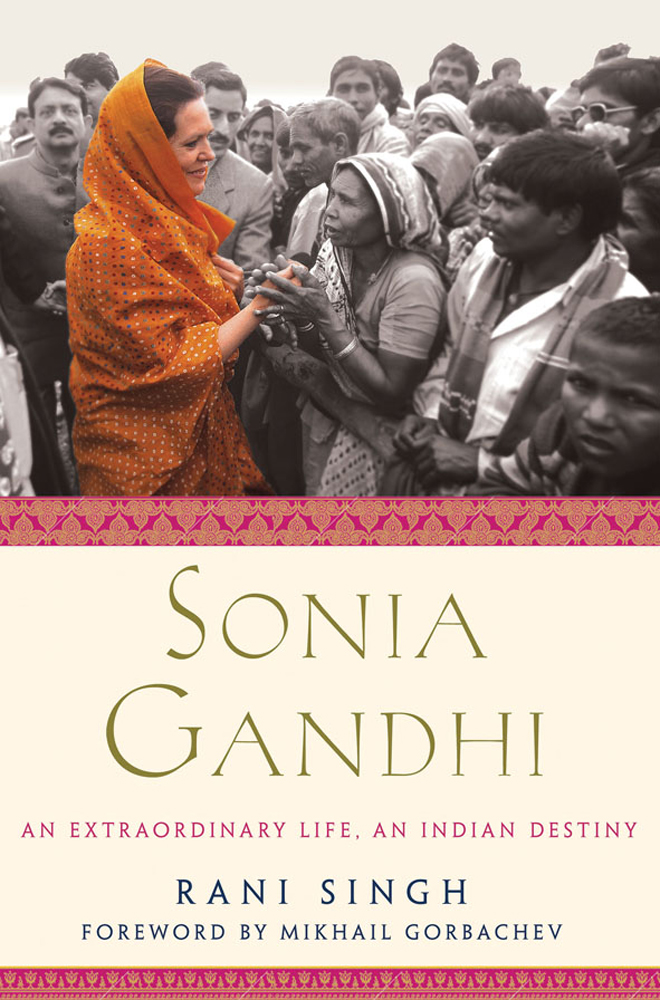 SONIA
GANDHI
AN EXTRAORDINARY LIFE, AN INDIAN DESTINY
RANI SINGH
FOREWORD BY MIKHAIL GORBACHEV